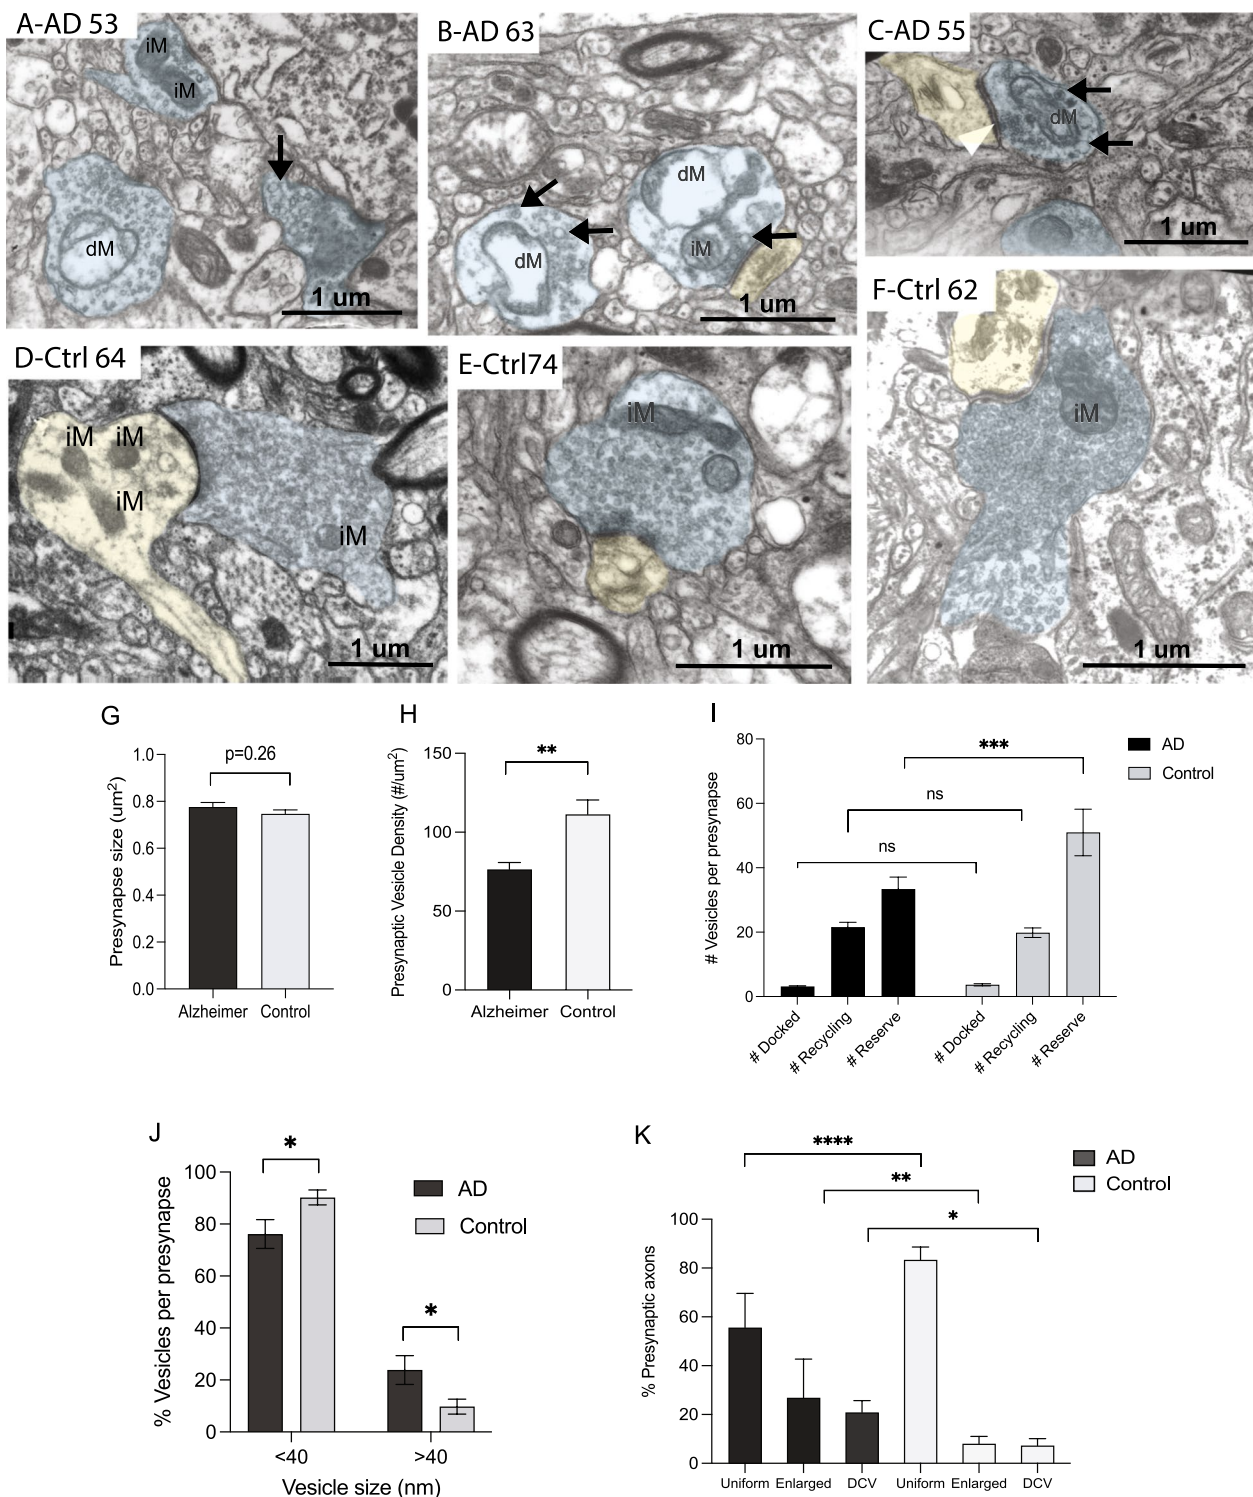 A-AD 53
iM
iM
dM
1 um
B-AD 63
dM
iM
dM
1 um
C-AD 55
dM
1 um
D-Ctrl 64
iM iM
iM
iM
1 um
E-Ctrl74
iM
1 um
F-Ctrl 62
iM
1 um
G
p=0.26
Presynapse size (um²)
1.0
0.8
0.6
0.4
0.2
0.0
Alzheimer Control
H
**
Presynaptic Vesicle Density (#/um²)
150
100
50
0
Alzheimer Control
I
AD
Control
***
ns
ns
# Vesicles per presynapse
80
60
40
20
0
# Docked
# Recycling
# Reserve
# Docked
# Recycling
# Reserve
J
*
*
AD
Control
% Vesicles per presynapse
100
80
60
40
20
0
<40 >40
Vesicle size (nm)
K
****
**
*
AD
Control
% Presynaptic axons
100
80
60
40
20
0
Uniform Enlarged DCV Uniform Enlarged DCV